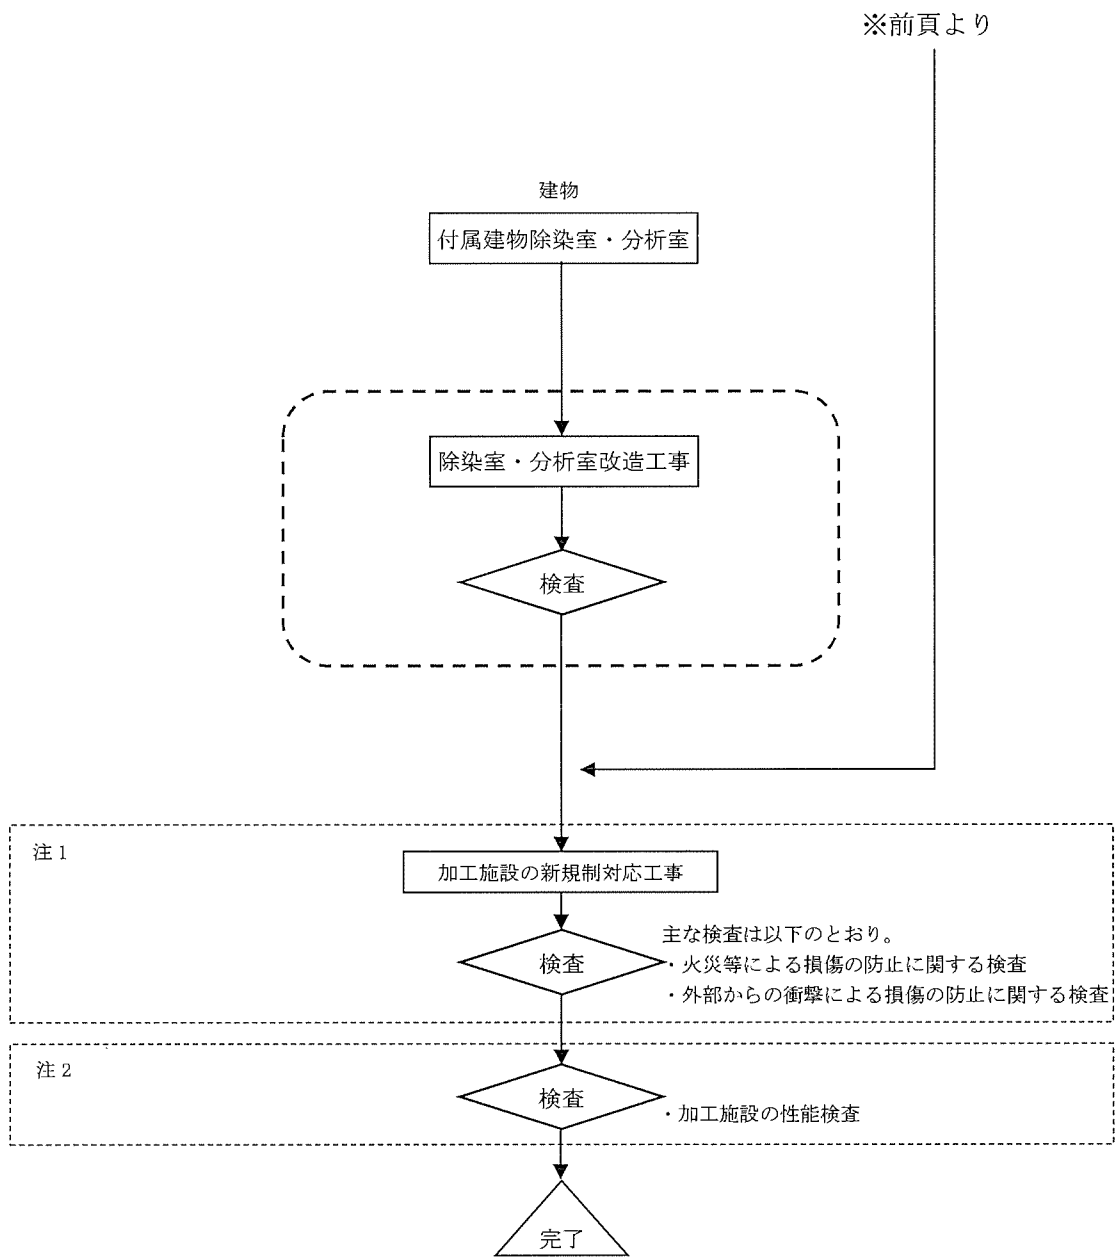 ※前頁より
建物
付属建物除染室・分析室
除染室・分析室改造工事
検査
注1
加工施設の新規制対応工事
検査
主な検査は以下のとおり。
・火災等による損傷の防止に関する検査
・外部からの衝撃による損傷の防止に関する検査
注2
検査
・加工施設の性能検査
完了